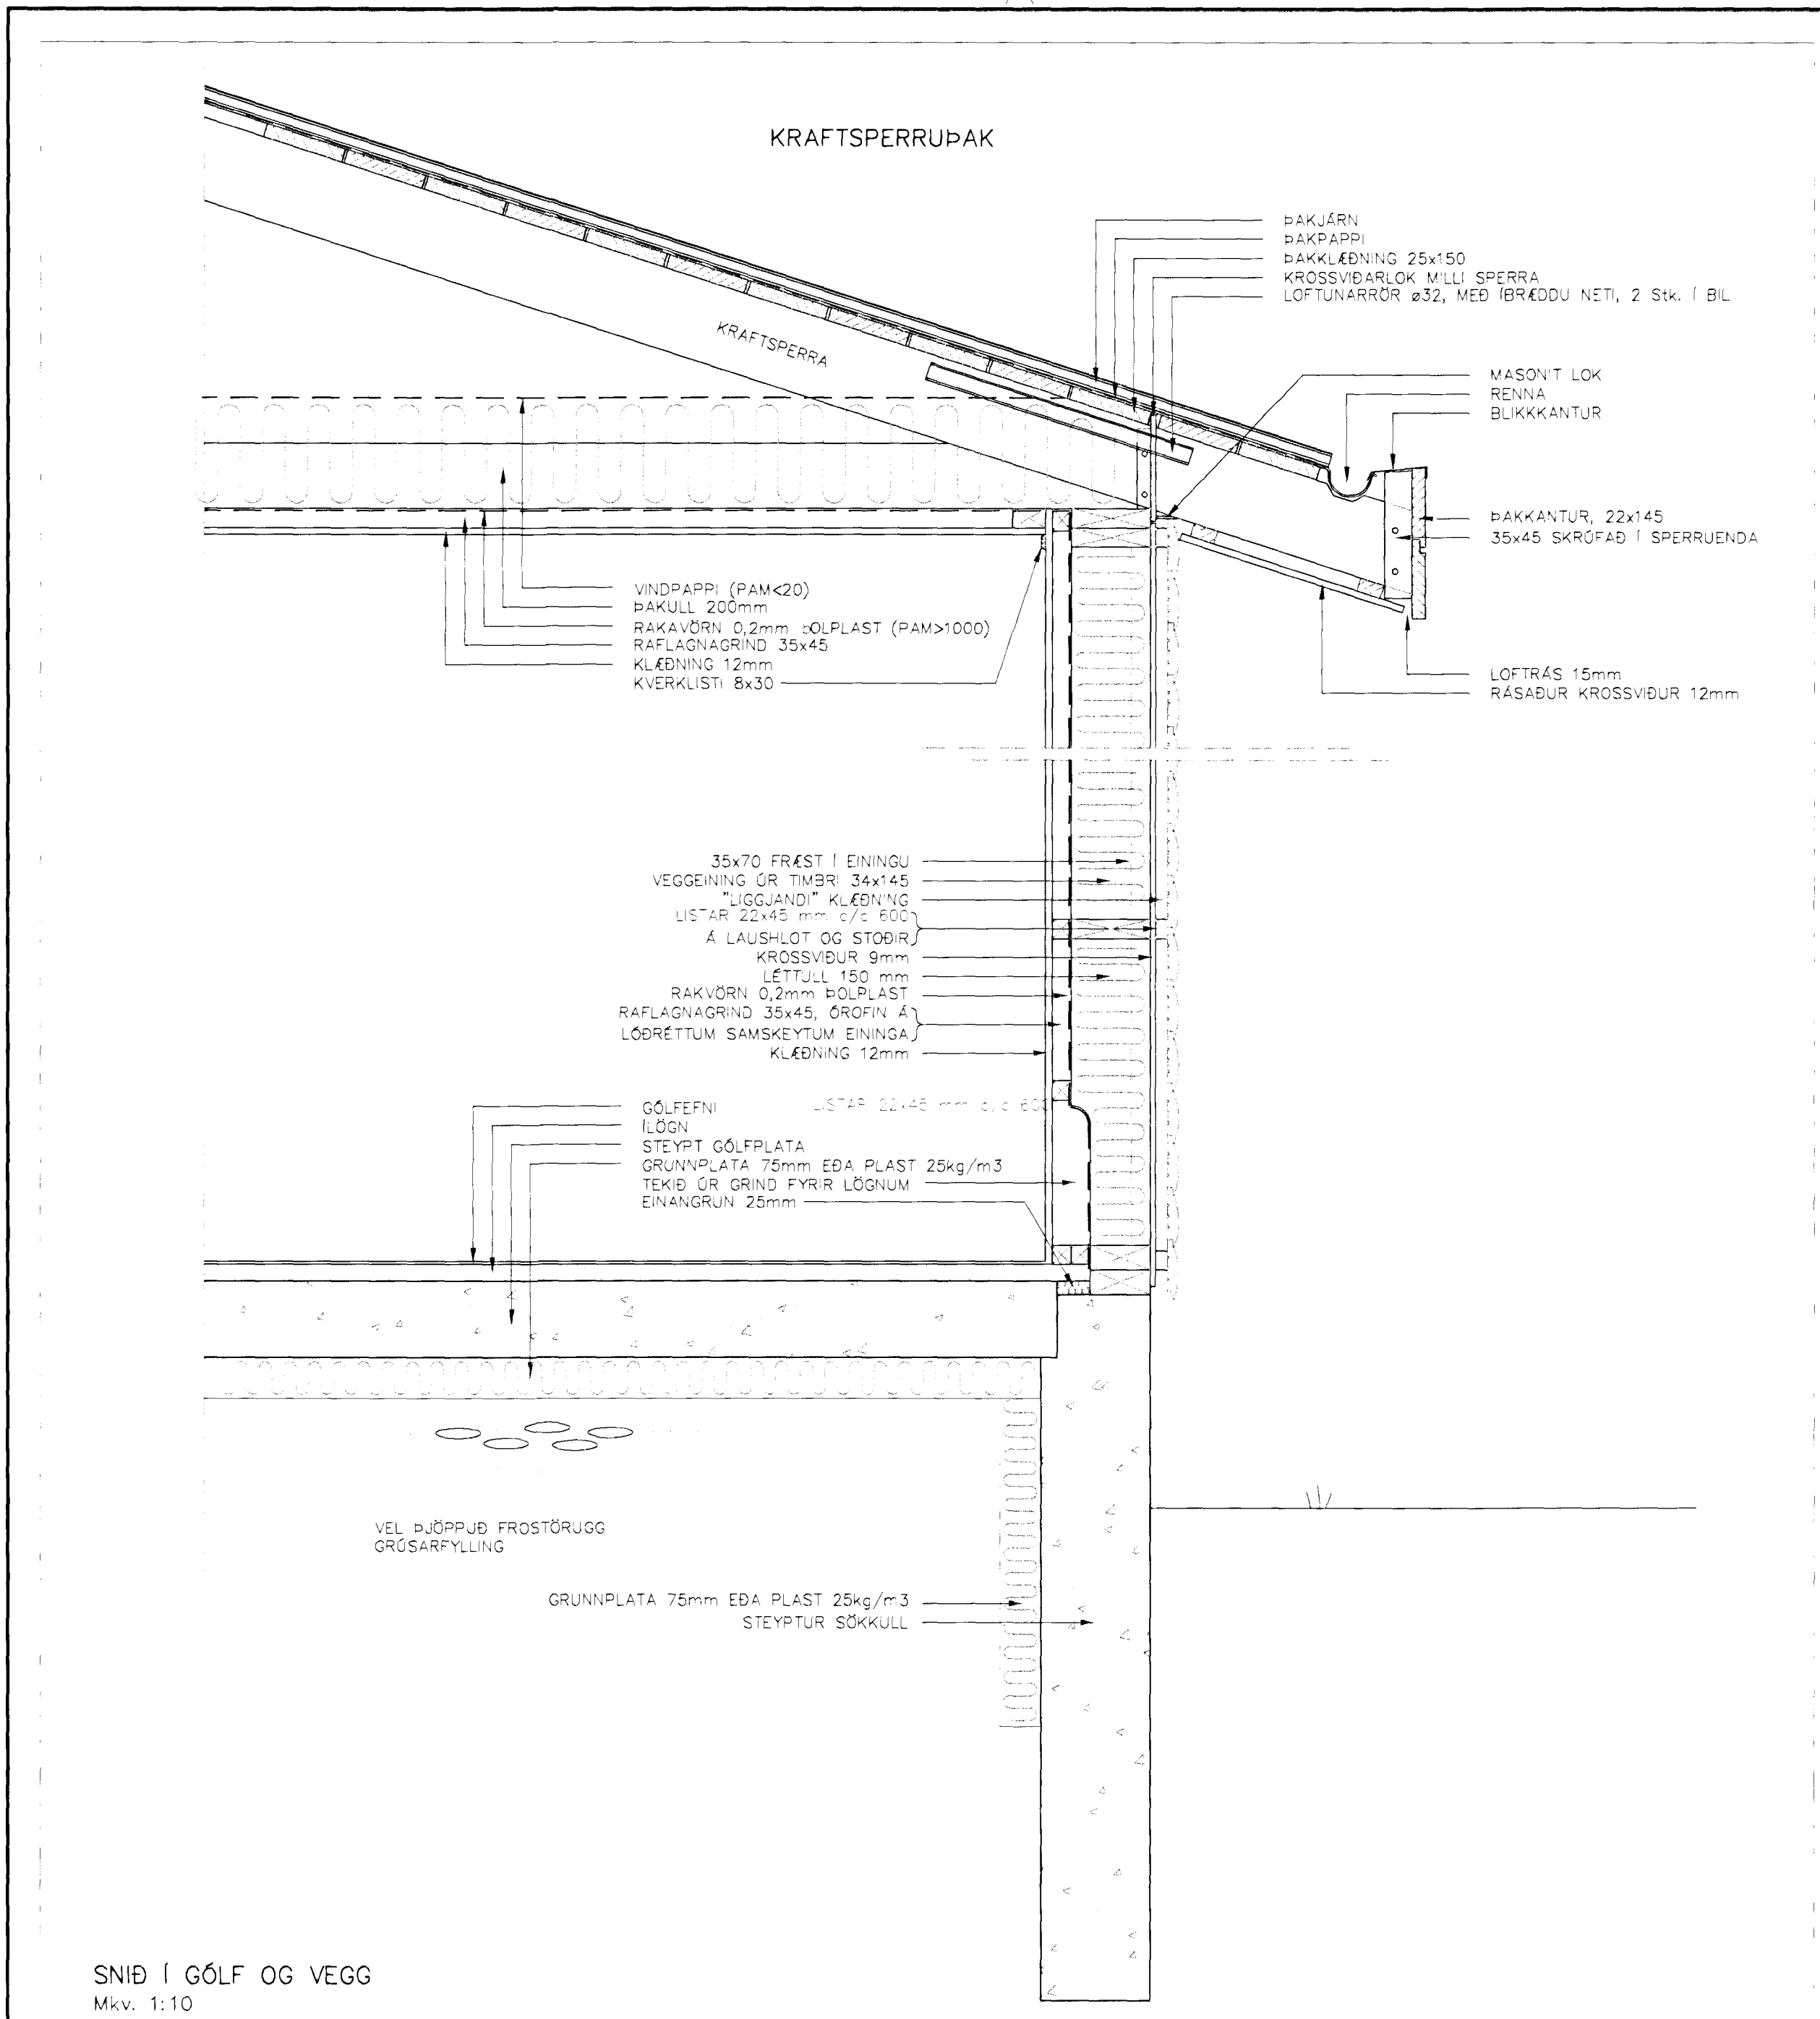 KRAFTSPERRUÞAK
ÞAKJÁRN
ÞAKPAPPI
ÞAKKLÆÐNING 25x150
KROSSVIÐARLOK MILLI SPERRA
LOFTUNARRÖR ø32, MEÐ ÍBRÆDDU NETI, 2 Stk. Í BIL
KRAFTSPERRA
MASONIT LOK
RENNA
BLIKKKANTUR
ÞAKKANTUR, 22x145
35x45 SKRÚFAÐ Í SPERRUENDA
VINDPAPPI (PAM<20)
ÞAKULL 200mm
RAKAVÖRN 0,2mm ÞOLPLAST (PAM>1000)
RAFLAGNAGRIND 35x45
KLÆÐNING 12mm
KVERKLISTI 8x30
LOFTRÁS 15mm
RÁSAÐUR KROSSVIÐUR 12mm
35x70 FRÆST Í EININGU
VEGGEINING ÚR TIMBRI 34x145
"LIGGJANDI" KLÆÐNING
LISTAR 22x45 mm c/c 600
Á LAUSHLOT OG STOÐIR
KROSSVIÐUR 9mm
LÉTTULL 150 mm
RAKVÖRN 0,2mm ÞOLPLAST
RAFLAGNAGRIND 35x45, ÓROFIN Á
LÓÐRÉTTUM SAMSKEYTUM EININGA
KLÆÐNING 12mm
GÓLFEFNI
LISTAR 22x45 mm c/c 600
ÍLÖGN
STEYPT GÓLFPLATA
GRUNNPLATA 75mm EÐA PLAST 25kg/m3
TEKIÐ ÚR GRIND FYRIR LÖGNUM
EINANGRUN 25mm
VEL ÞJÖPPUÐ FROSTÖRUGG
GRÚSARFYLLING
GRUNNPLATA 75mm EÐA PLAST 25kg/m3
STEYPTUR SÖKKULL
SNIÐ Í GÓLF OG VEGG
Mkv. 1:10